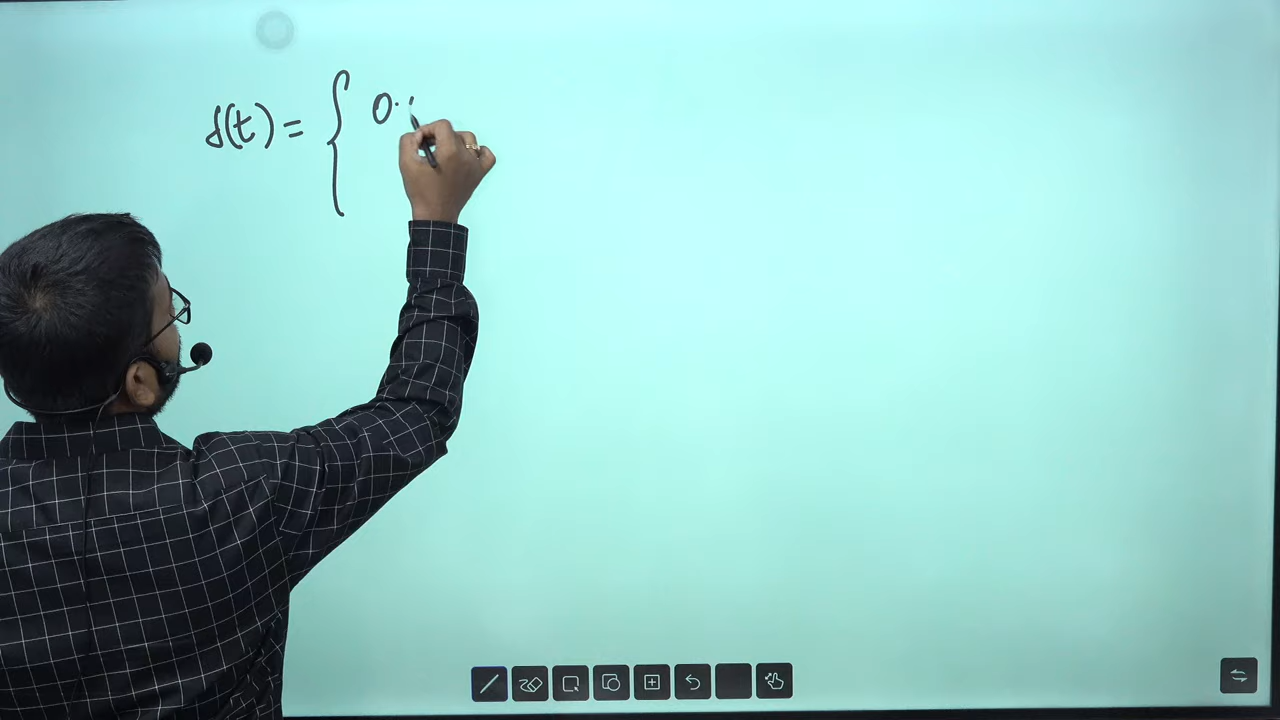 δ(t) = { 0